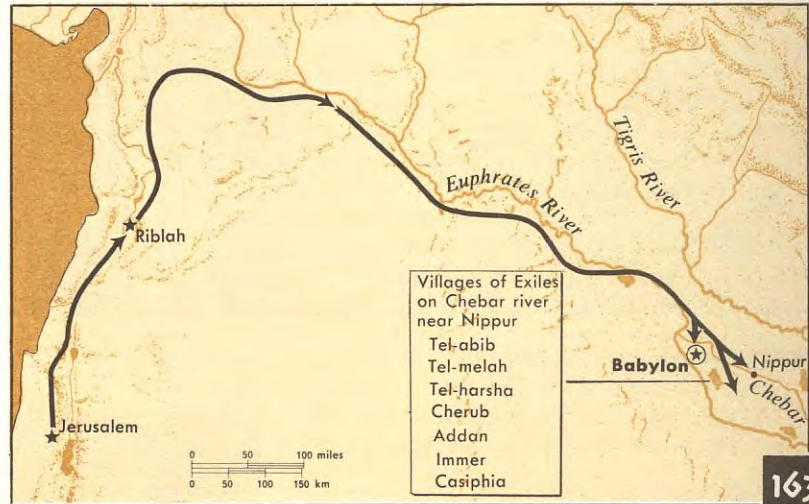 Euphrates River
Tigris River
Riblah
Villages of Exiles
on Chebar river
near Nippur
Tel-abib
Tel-melah
Tel-harsha
Cherub
Addan
Immer
Casiphia
Babylon
Nippur
Chebar
Jerusalem
0 50 100 miles
0 50 100 150 km